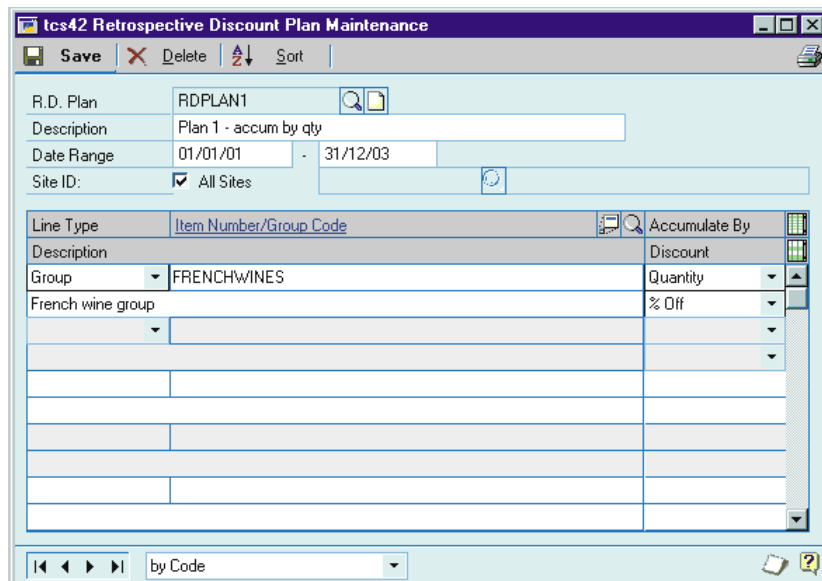 tcs42 Retrospective Discount Plan Maintenance
Save Delete Sort
R.D. Plan RDPLAN1
Description Plan 1 - accum by qty
Date Range 01/01/01 - 31/12/03
Site ID: All Sites
Line Type Item Number/Group Code Accumulate By
Description Discount
Group FRENCHWINES Quantity
French wine group % Off
by Code